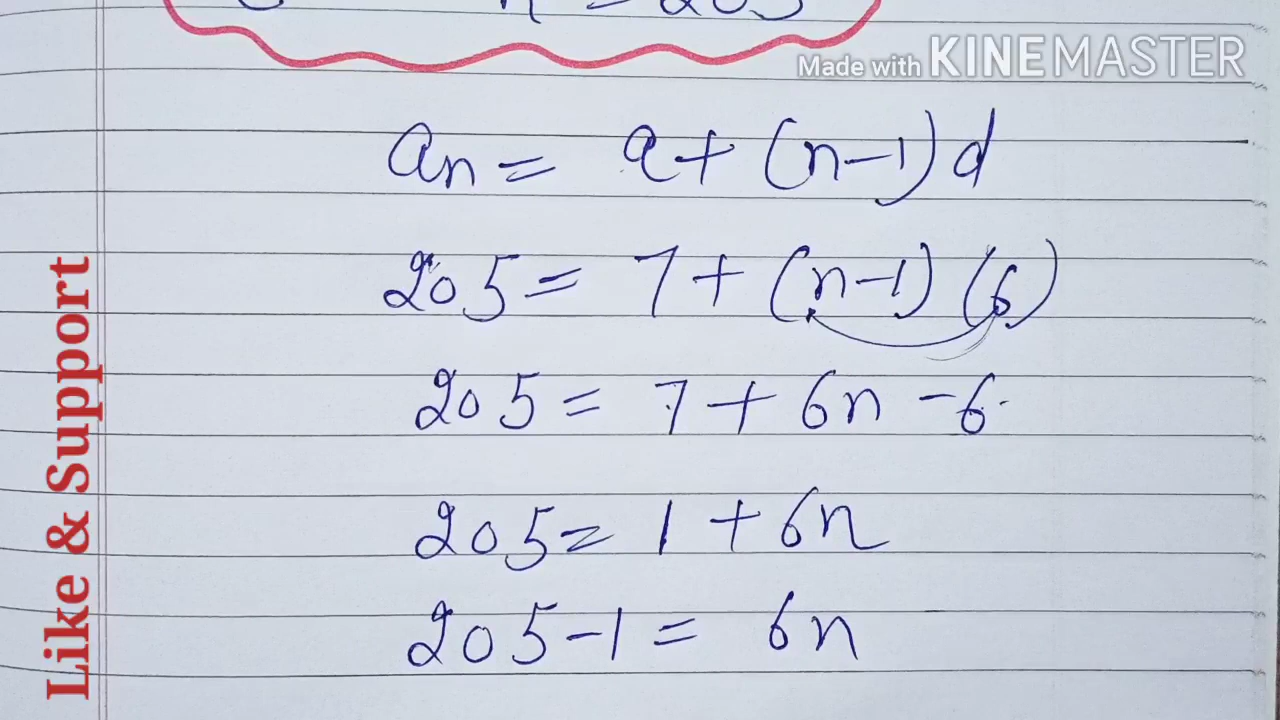 n = 205
Made with KINEMASTER
an = a + (n-1) d
205 = 7 + (n-1) (6)
205 = 7 + 6n - 6
205 = 1 + 6n
205 - 1 = 6n
Like & Support